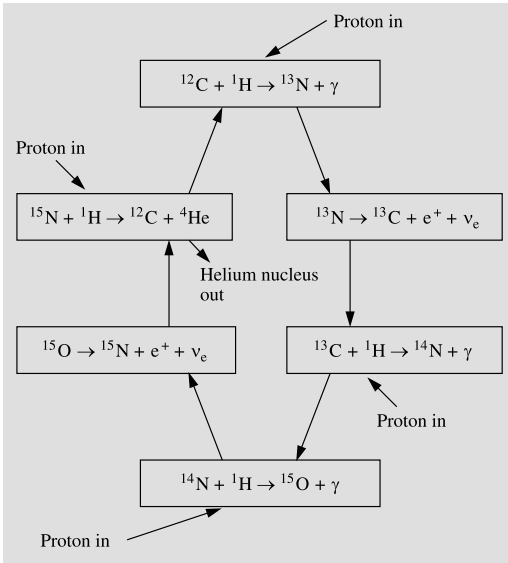 Proton in
¹²C + ¹H → ¹³N + γ
Proton in
¹⁵N + ¹H → ¹²C + ⁴He
¹³N → ¹³C + e⁺ + νₑ
Helium nucleus
out
¹⁵O → ¹⁵N + e⁺ + νₑ
¹³C + ¹H → ¹⁴N + γ
Proton in
¹⁴N + ¹H → ¹⁵O + γ
Proton in